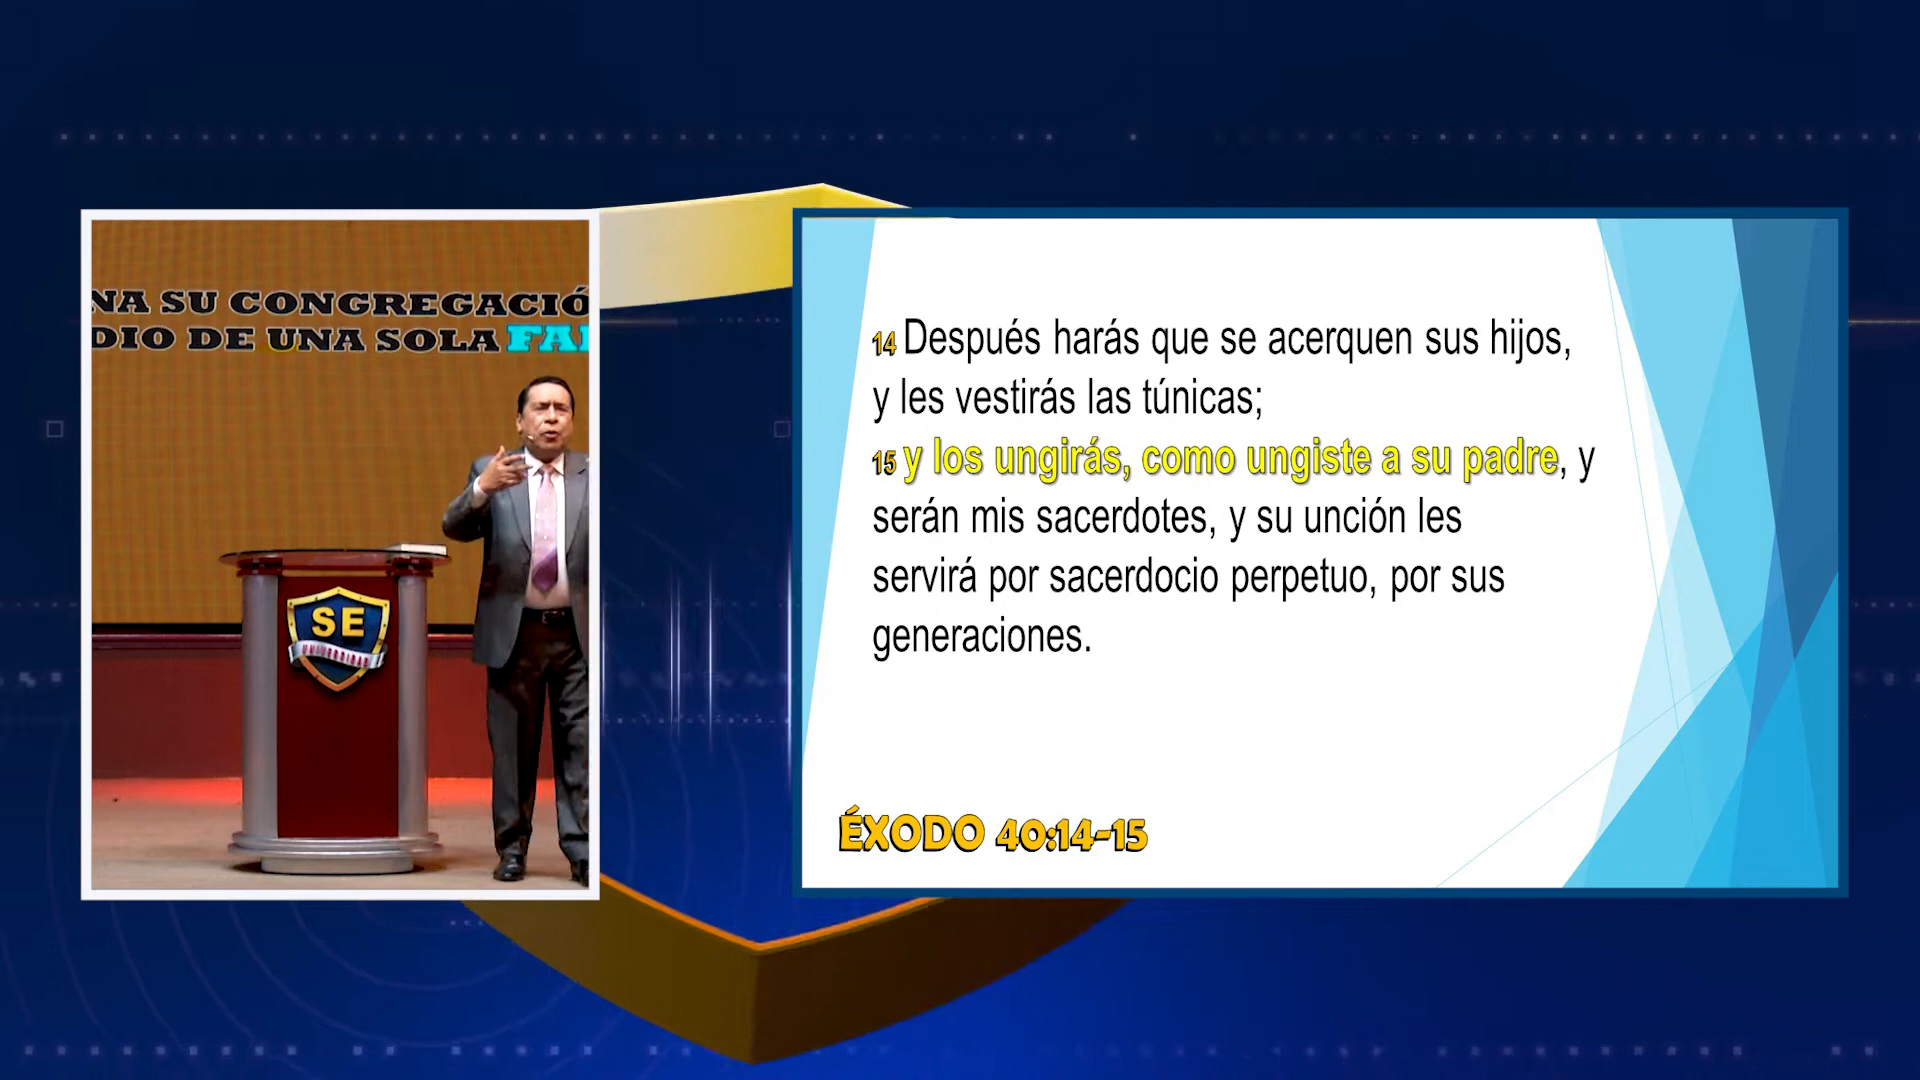 NA SU CONGREGACIÓ
DIO DE UNA SOLA FA
SE
UNIVERSIDAD
14 Después harás que se acerquen sus hijos,
y les vestirás las túnicas;
15 y los ungirás, como ungiste a su padre, y
serán mis sacerdotes, y su unción les
servirá por sacerdocio perpetuo, por sus
generaciones.
ÉXODO 40:14-15